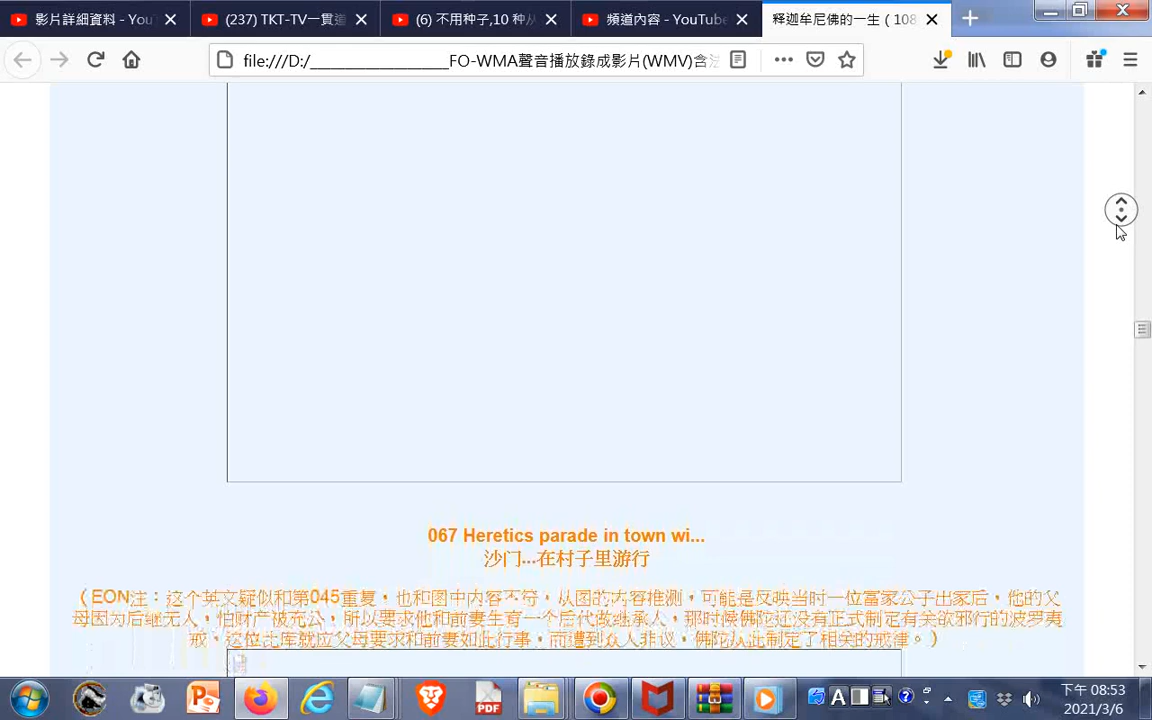 影片詳細資料 - You
(237) TKT-TV一貫道
(6) 不用种子,10 种从
頻道內容 - YouTube
释迦牟尼佛的一生 ( 108
file:///D:/__________________FO-WMA聲音播放錄成影片(WMV)含法
067 Heretics parade in town wi...
沙门...在村子里游行
（EON注：这个英文疑似和第045重复，也和图中内容不符，从图的内容推测，可能是反映当时一位富家公子出家后，他的父
母因为后继无人，怕财产被充公，所以要求他和前妻生育一个后代做继承人，那时候佛陀还没有正式制定有关欲邪行的波罗夷
戒，这位比库就应父母要求和前妻如此行事，而遭到众人非议，佛陀从此制定了相关的戒律。）
PDF
A
下午 08:53
2021/3/6